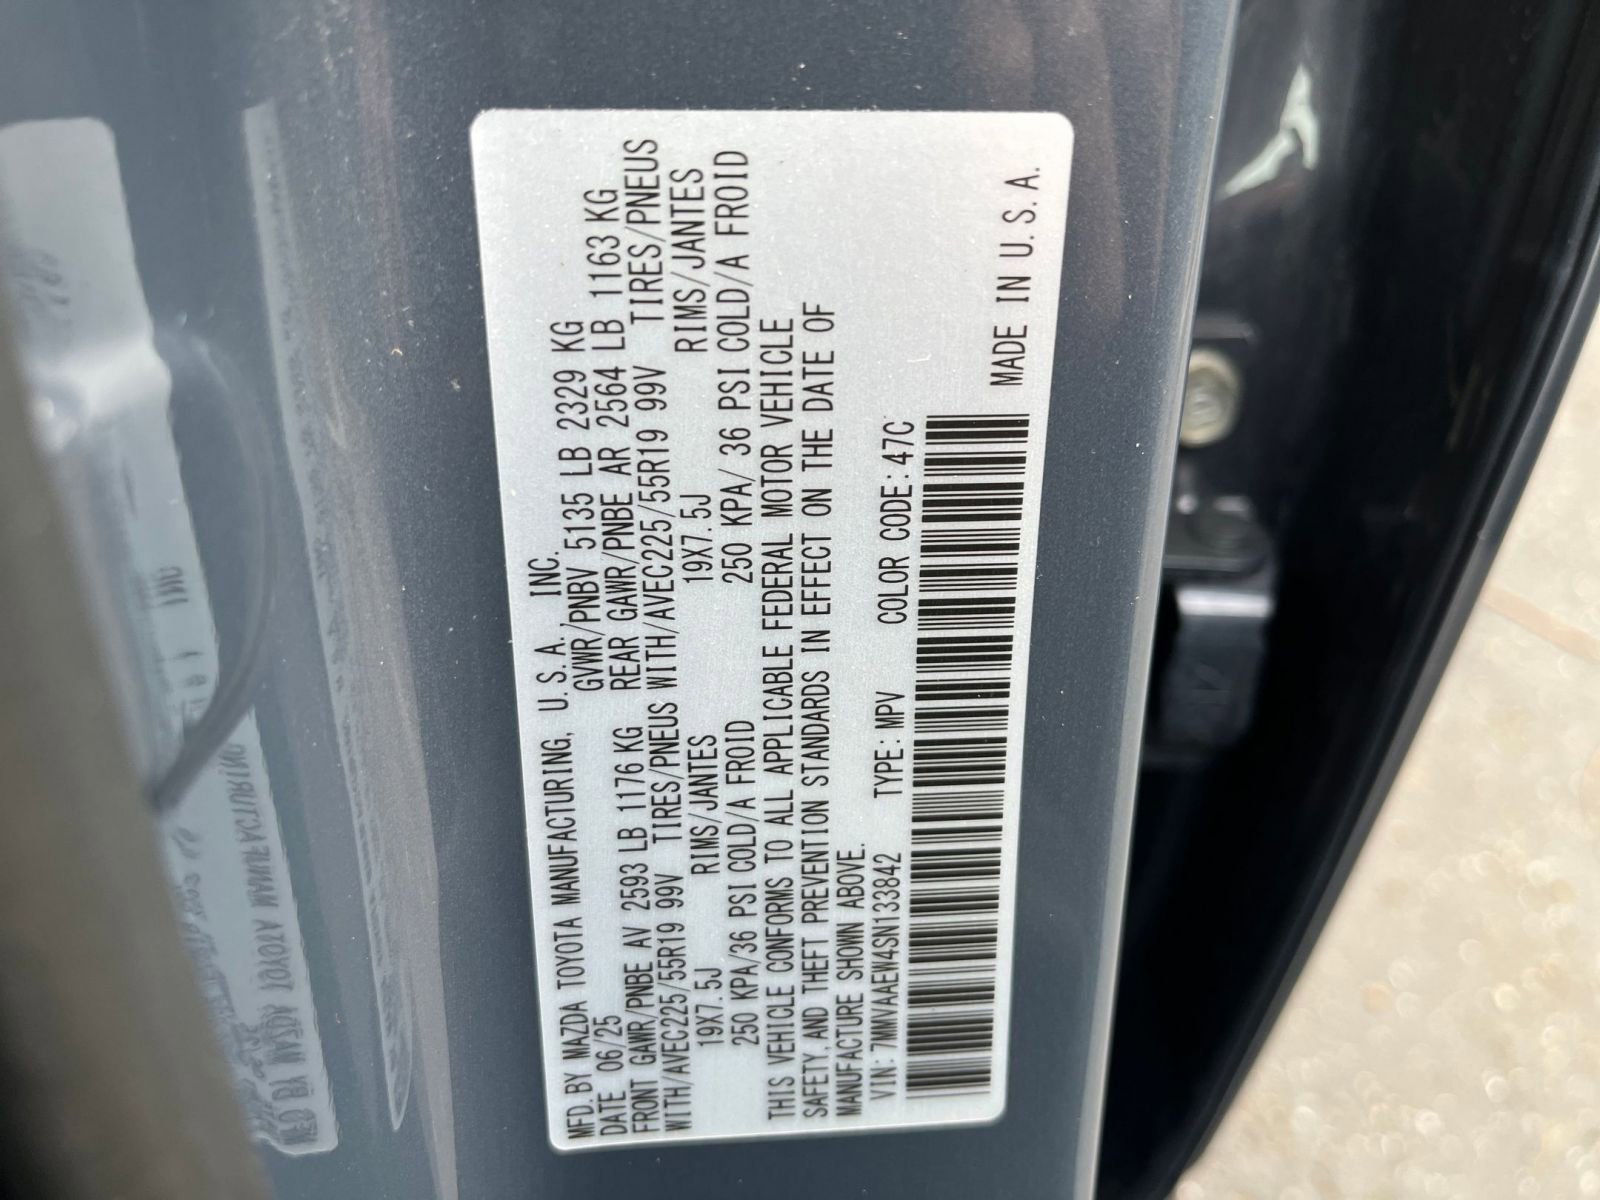 MFD.BY MAZDA TOYOTA MANUFACTURING, U.S.A., INC.
DATE 06/25 GVWR/PNBV 5135 LB 2329 KG
FRONT GAWR/PNBE AV 2593 LB 1176 KG REAR GAWR/PNBE AR 2564 LB 1163 KG
WITH/AVEC225/55R19 99V TIRES/PNEUS WITH/AVEC225/55R19 99V TIRES/PNEUS
19X7.5J RIMS/JANTES 19X7.5J RIMS/JANTES
250 KPA/36 PSI COLD/A FROID 250 KPA/ 36 PSI COLD/A FROID
THIS VEHICLE CONFORMS TO ALL APPLICABLE FEDERAL MOTOR VEHICLE
SAFETY,AND THEFT PREVENTION STANDARDS IN EFFECT ON THE DATE OF
MANUFACTURE SHOWN ABOVE.
VIN: 7MMVAAEW4SN133842 TYPE:MPV COLOR CODE:47C
MADE IN U.S.A.